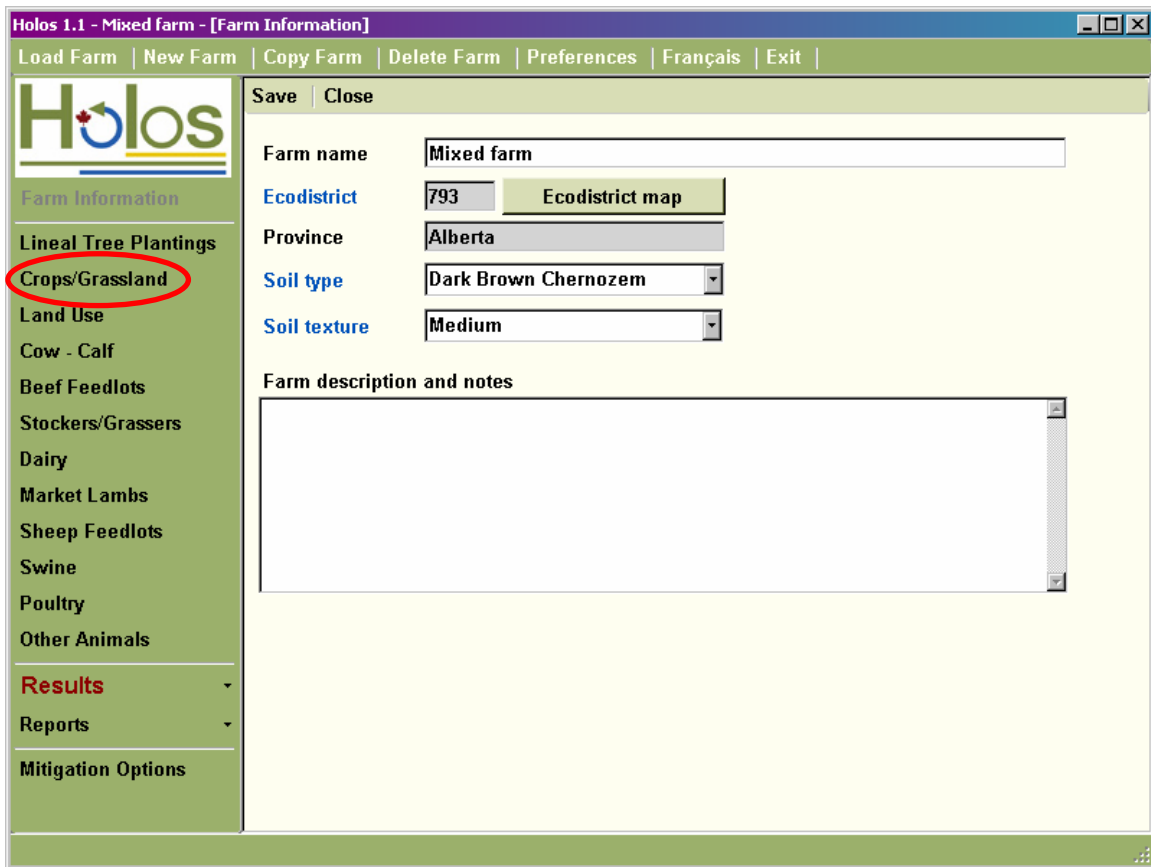 Holos 1.1 - Mixed farm - [Farm Information]
Load Farm | New Farm | Copy Farm | Delete Farm | Preferences | Français | Exit |
Holos
Save | Close
Farm Information
Lineal Tree Plantings
Crops/Grassland
Land Use
Cow - Calf
Beef Feedlots
Stockers/Grassers
Dairy
Market Lambs
Sheep Feedlots
Swine
Poultry
Other Animals
Results
Reports
Mitigation Options
Farm name Mixed farm
Ecodistrict 793 Ecodistrict map
Province Alberta
Soil type Dark Brown Chernozem
Soil texture Medium
Farm description and notes